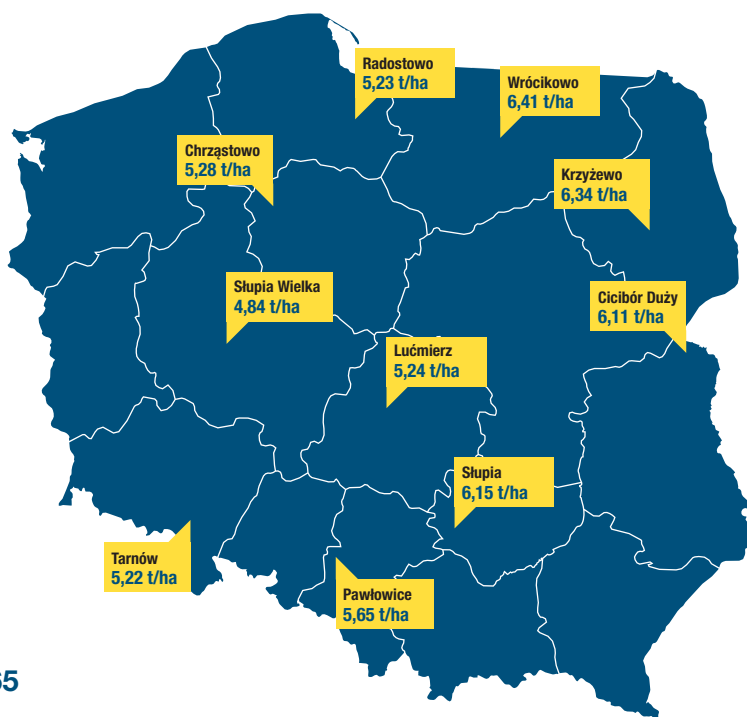 Radostowo
5,23 t/ha
Wrócikowo
6,41 t/ha
Chrząstowo
5,28 t/ha
Krzyżewo
6,34 t/ha
Słupia Wielka
4,84 t/ha
Cicibór Duży
6,11 t/ha
Lućmierz
5,24 t/ha
Słupia
6,15 t/ha
Tarnów
5,22 t/ha
Pawłowice
5,65 t/ha